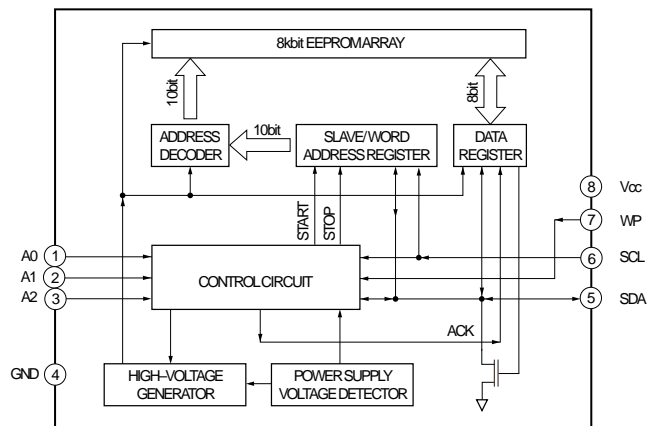 8kbit EEPROM ARRAY
10bit
8bit
ADDRESS
DECODER
10bit
SLAVE/WORD
ADDRESS REGISTER
DATA
REGISTER
START
STOP
8 Vcc
7 WP
A0 1
6 SCL
A1 2
CONTROL CIRCUIT
A2 3
5 SDA
ACK
GND 4
HIGH–VOLTAGE
GENERATOR
POWER SUPPLY
VOLTAGE DETECTOR